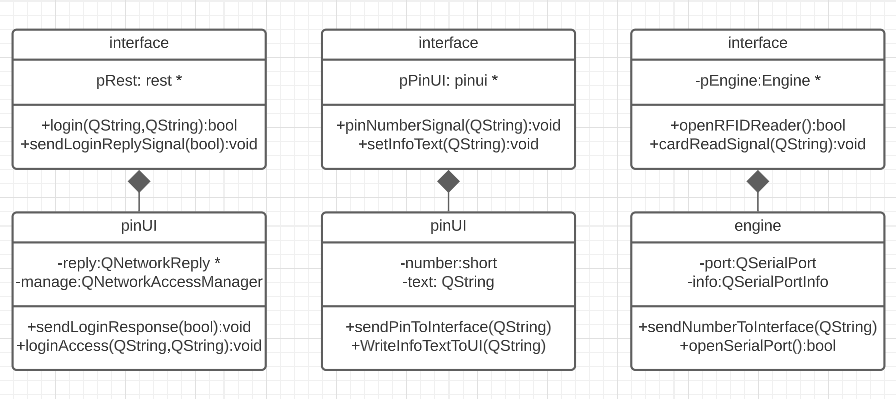 interface
pRest: rest *
+login(QString,QString):bool
+sendLoginReplySignal(bool):void
pinUI
-reply:QNetworkReply *
-manage:QNetworkAccessManager
+sendLoginResponse(bool):void
+loginAccess(QString,QString):void
interface
pPinUI: pinui *
+pinNumberSignal(QString):void
+setInfoText(QString):void
pinUI
-number:short
-text: QString
+sendPinToInterface(QString)
+WriteInfoTextToUI(QString)
interface
-pEngine:Engine *
+openRFIDReader():bool
+cardReadSignal(QString):void
engine
-port:QSerialPort
-info:QSerialPortInfo
+sendNumberToInterface(QString)
+openSerialPort():bool